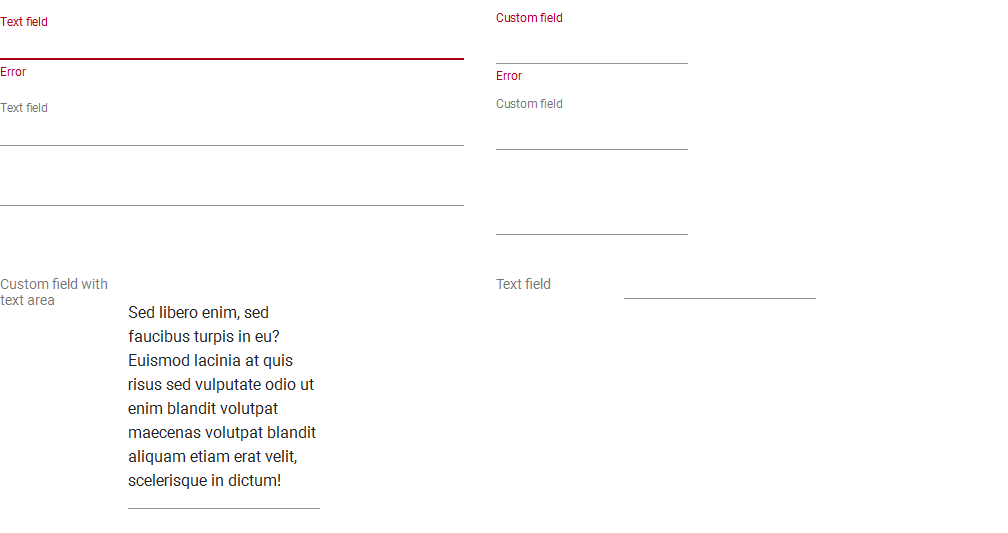 Text field
Error
Text field
Custom field
Error
Custom field
Custom field with
text area
Sed libero enim, sed
faucibus turpis in eu?
Euismod lacinia at quis
risus sed vulputate odio ut
enim blandit volutpat
maecenas volutpat blandit
aliquam etiam erat velit,
scelerisque in dictum!
Text field